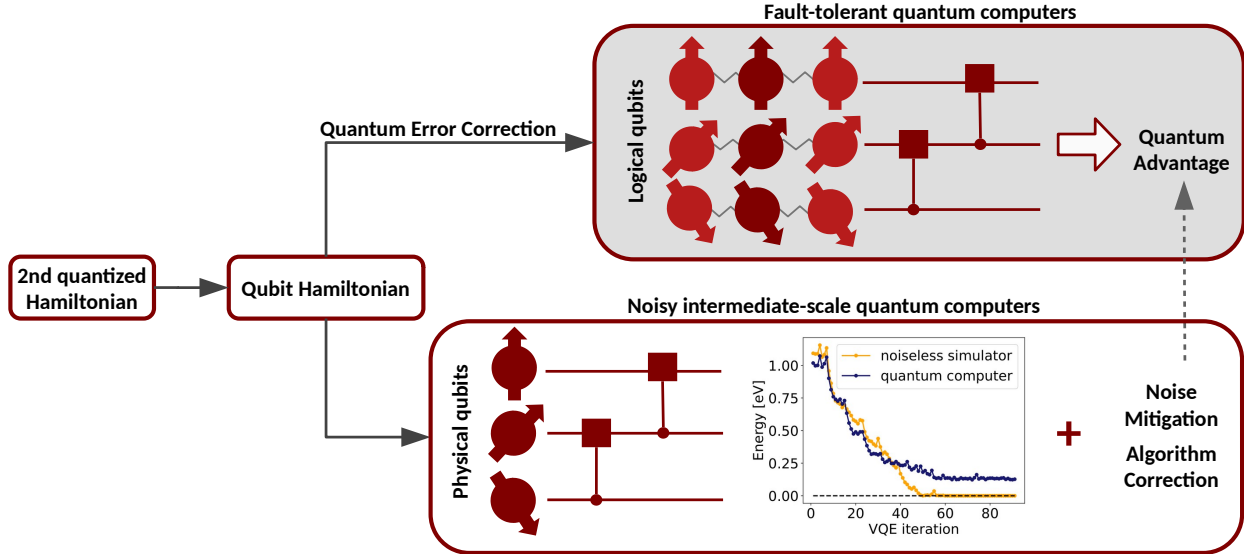 Fault-tolerant quantum computers
Logical qubits
Quantum Error Correction
Quantum
Advantage
2nd quantized
Hamiltonian
Qubit Hamiltonian
Noisy intermediate-scale quantum computers
Physical qubits
noiseless simulator
quantum computer
Energy [eV]
1.00
0.75
0.50
0.25
0.00
0
20
40
60
80
VQE iteration
+
Noise
Mitigation
Algorithm
Correction